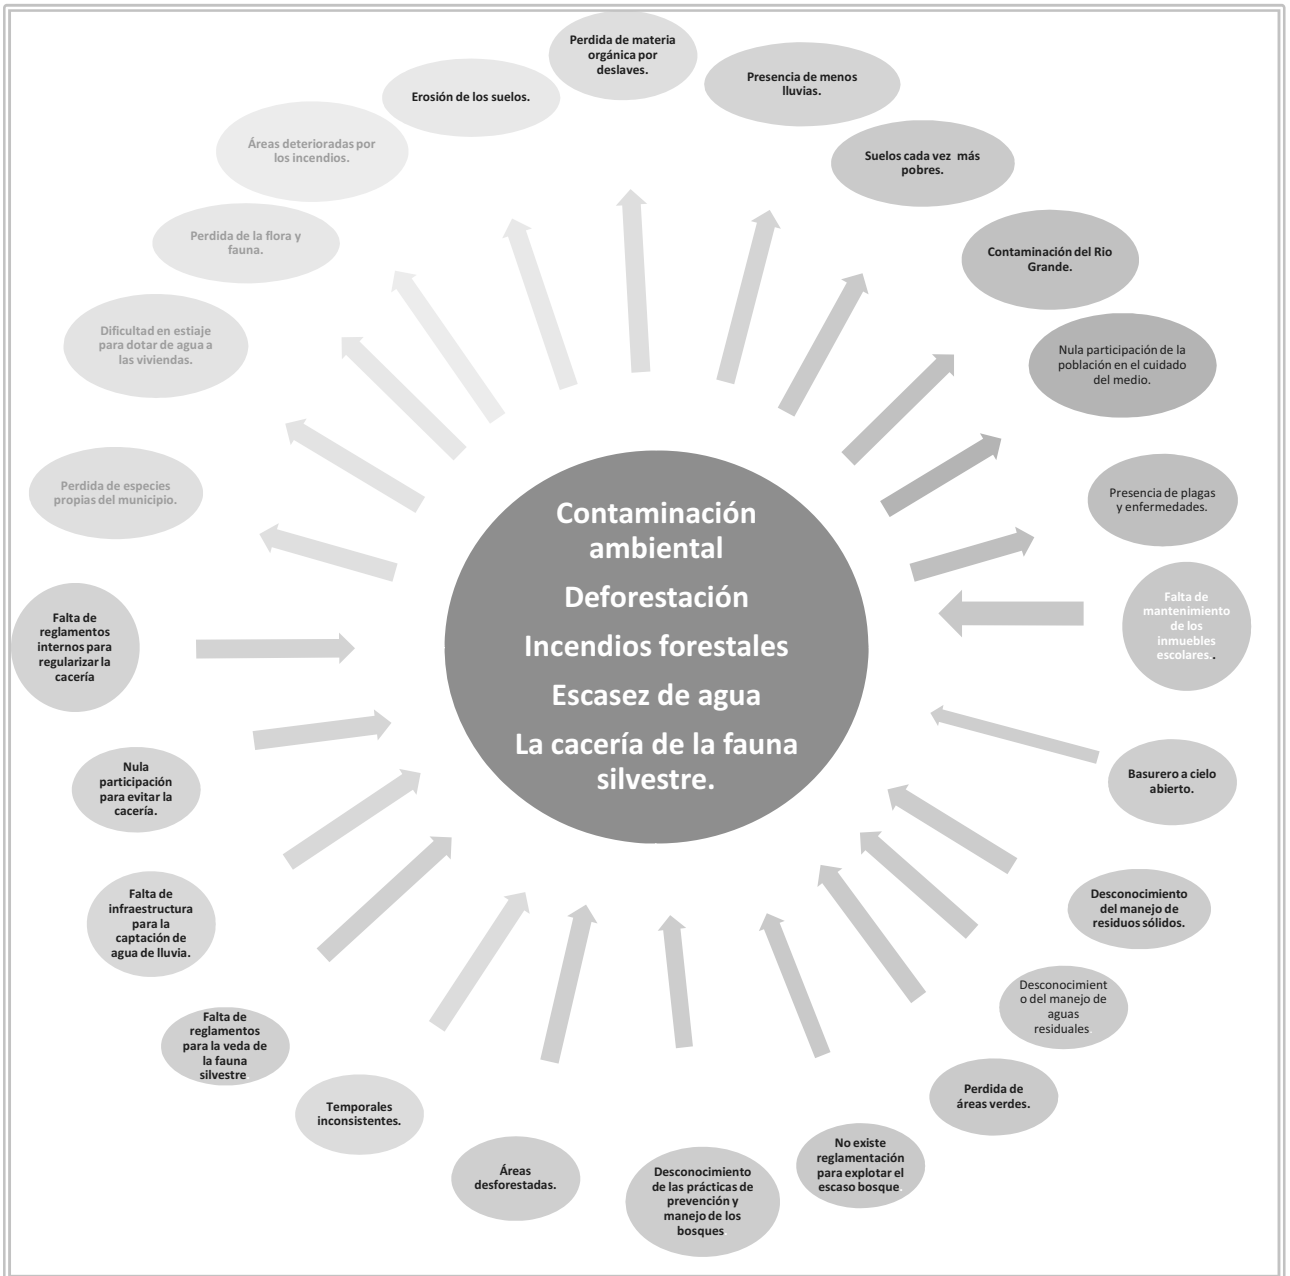 Perdida de materia
orgánica por
deslaves.
Presencia de menos
lluvias.
Erosión de los suelos.
Suelos cada vez  más
pobres.
Áreas deterioradas por
los incendios.
Contaminación del Rio
Grande.
Perdida de la flora y
fauna.
Nula participación de la
población en el cuidado
del medio.
Dificultad en estiaje
para dotar de agua a
las viviendas.
Presencia de plagas
y enfermedades.
Perdida de especies
propias del municipio.
Contaminación
ambiental
Deforestación
Incendios forestales
Escasez de agua
La cacería de la fauna
silvestre.
Falta de
mantenimiento
de los
inmuebles
escolares..
Falta de
reglamentos
internos para
regularizar la
cacería
Basurero a cielo
abierto.
Nula
participación
para evitar la
cacería.
Desconocimiento
del manejo de
residuos sólidos.
Falta de
infraestructura
para la
captación de
agua de lluvia.
Desconocimient
o del manejo de
aguas
residuales
Falta de
reglamentos
para la veda de
la fauna
silvestre
Perdida de
áreas verdes.
Temporales
inconsistentes.
No existe
reglamentación
para explotar el
escaso bosque
Áreas
desforestadas.
Desconocimiento
de las prácticas de
prevención y
manejo de los
bosques